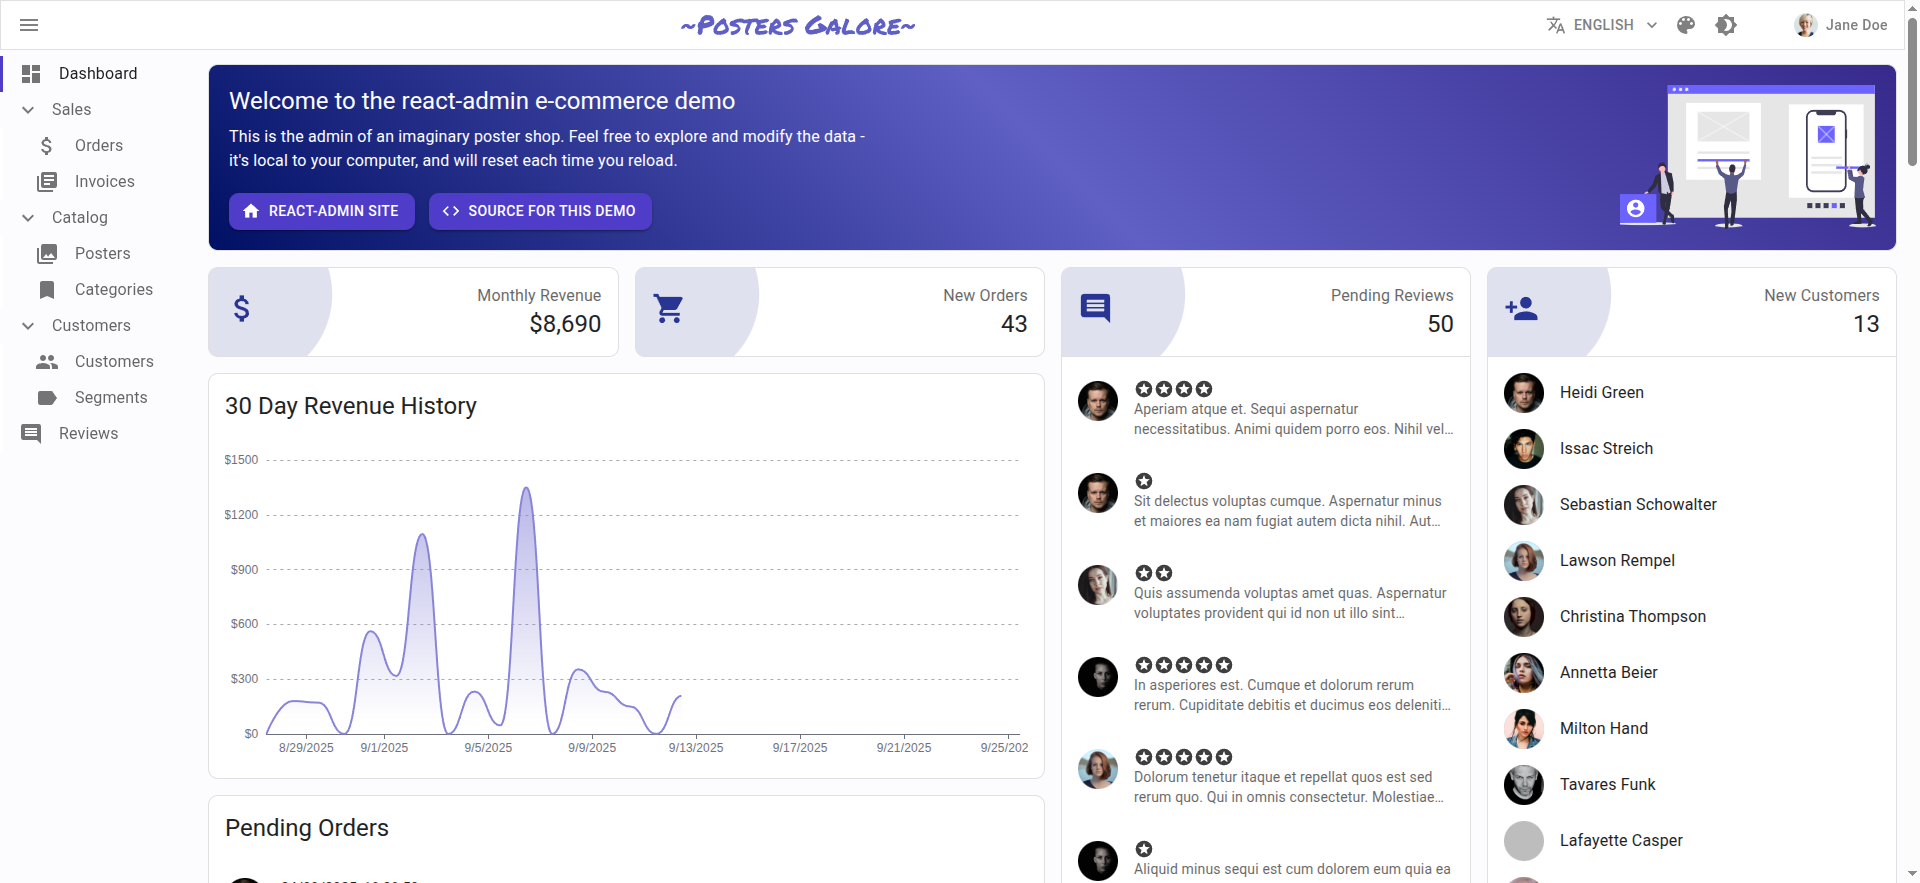 ~Posters Galore~
ENGLISH
Jane Doe
Dashboard
Sales
Orders
Invoices
Catalog
Posters
Categories
Customers
Customers
Segments
Reviews
Welcome to the react-admin e-commerce demo
This is the admin of an imaginary poster shop. Feel free to explore and modify the data -
it's local to your computer, and will reset each time you reload.
REACT-ADMIN SITE
SOURCE FOR THIS DEMO
Monthly Revenue
$8,690
New Orders
43
30 Day Revenue History
$1500
$1200
$900
$600
$300
$0
8/29/2025 9/1/2025 9/5/2025 9/9/2025 9/13/2025 9/17/2025 9/21/2025 9/25/202
Pending Orders
Pending Reviews
50
Aperiam atque et. Sequi aspernatur
necessitatibus. Animi quidem porro eos. Nihil vel…
Sit delectus voluptas cumque. Aspernatur minus
et maiores ea nam fugiat autem dicta nihil. Aut…
Quis assumenda voluptas amet quas. Aspernatur
voluptates provident qui id non ut illo sint…
In asperiores est. Cumque et dolorum rerum
rerum. Cupiditate debitis et ducimus eos deleniti…
Dolorum tenetur itaque et repellat quos est sed
rerum quo. Qui in omnis consectetur. Molestiae…
Aliquid minus sequi est cum dolorem eum quia ea
New Customers
13
Heidi Green
Issac Streich
Sebastian Schowalter
Lawson Rempel
Christina Thompson
Annetta Beier
Milton Hand
Tavares Funk
Lafayette Casper